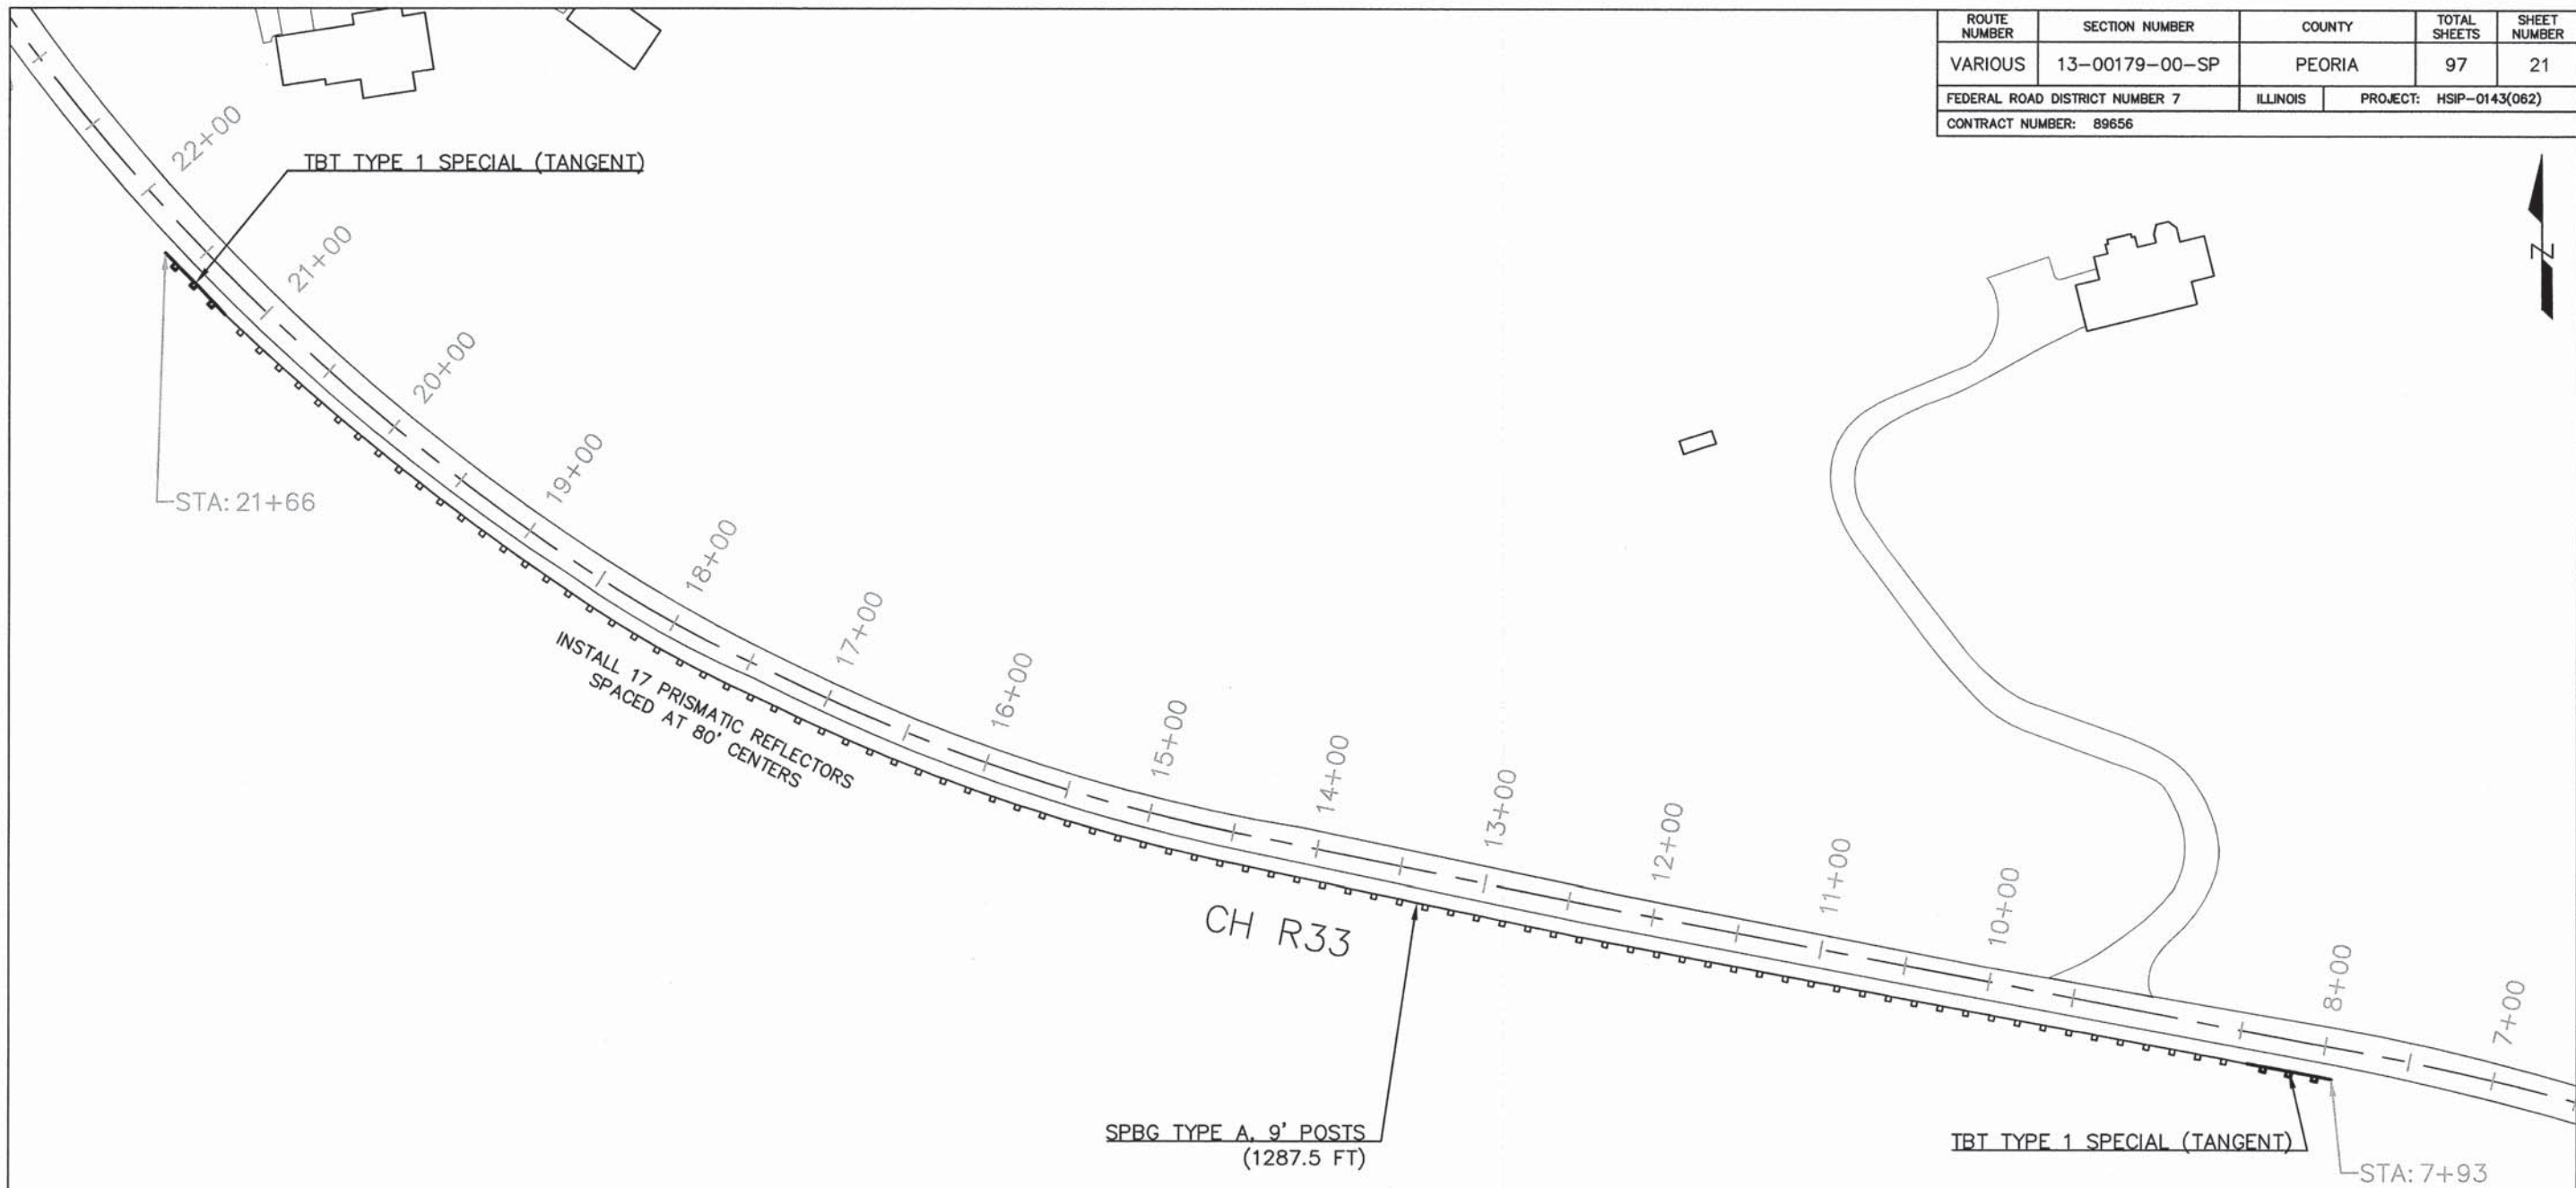 ROUTE NUMBER
SECTION NUMBER
COUNTY
TOTAL SHEETS
SHEET NUMBER
VARIOUS
13-00179-00-SP
PEORIA
97
21
FEDERAL ROAD DISTRICT NUMBER 7
ILLINOIS
PROJECT: HSIP-0143(062)
CONTRACT NUMBER: 89656
N
22+00
TBT TYPE 1 SPECIAL (TANGENT)
21+00
20+00
STA: 21+66
19+00
18+00
17+00
16+00
15+00
14+00
13+00
12+00
11+00
10+00
8+00
7+00
INSTALL 17 PRISMATIC REFLECTORS
SPACED AT 80' CENTERS
CH R33
SPBG TYPE A, 9' POSTS
(1287.5 FT)
TBT TYPE 1 SPECIAL (TANGENT)
STA: 7+93